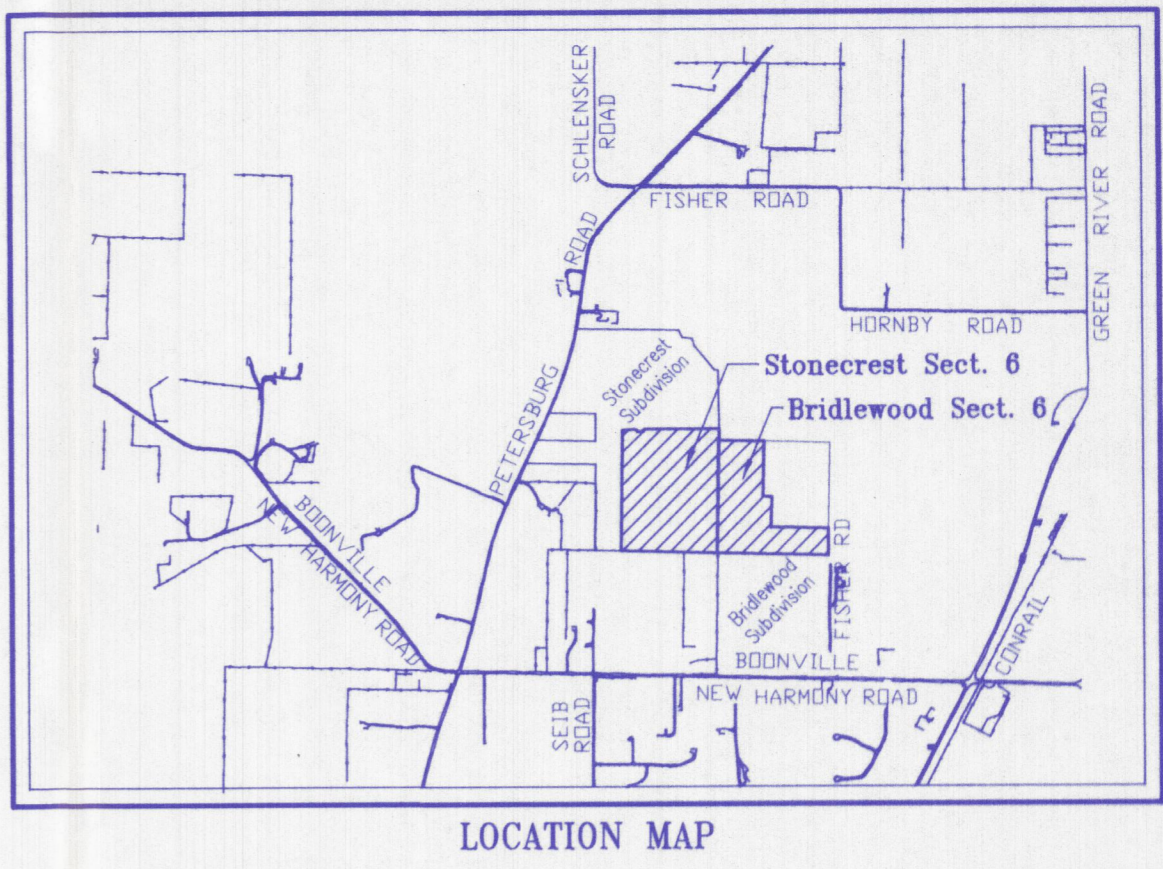 SCHLENSKER
ROAD
FISHER ROAD
GREEN RIVER ROAD
PETERSBURG ROAD
HORNBY ROAD
Stonecrest
Subdivision
Stonecrest Sect. 6
Bridlewood Sect. 6
BOONVILLE
NEW HARMONY ROAD
FISHER RD
Bridlewood
Subdivision
CONRAIL
BOONVILLE
NEW HARMONY ROAD
SEIB
ROAD
LOCATION MAP